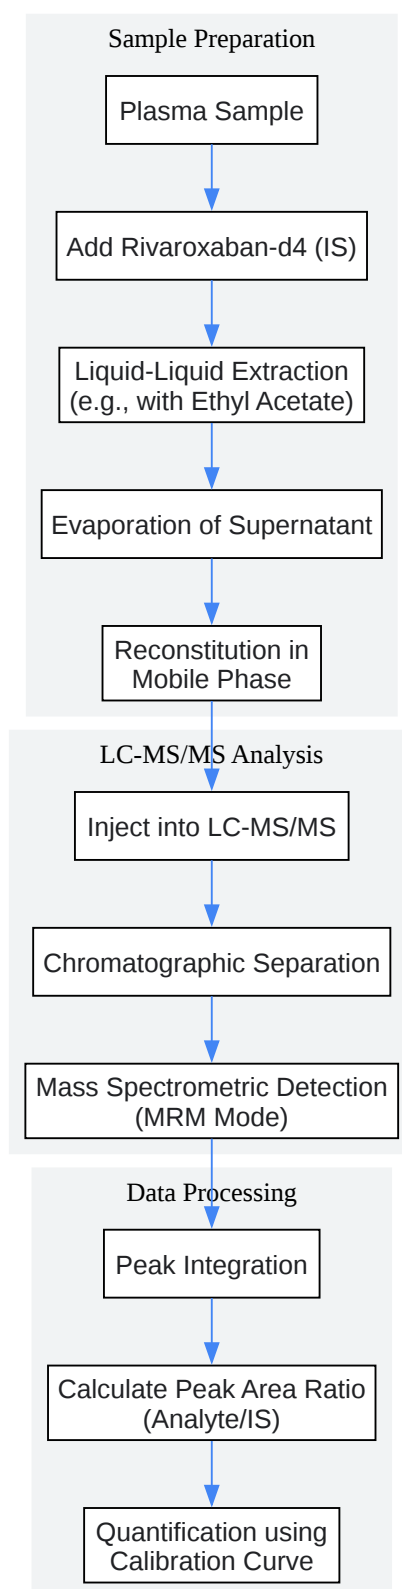 Sample Preparation
Plasma Sample
Add Rivaroxaban-d4 (IS)
Liquid-Liquid Extraction
(e.g., with Ethyl Acetate)
Evaporation of Supernatant
Reconstitution in
Mobile Phase
LC-MS/MS Analysis
Inject into LC-MS/MS
Chromatographic Separation
Mass Spectrometric Detection
(MRM Mode)
Data Processing
Peak Integration
Calculate Peak Area Ratio
(Analyte/IS)
Quantification using
Calibration Curve